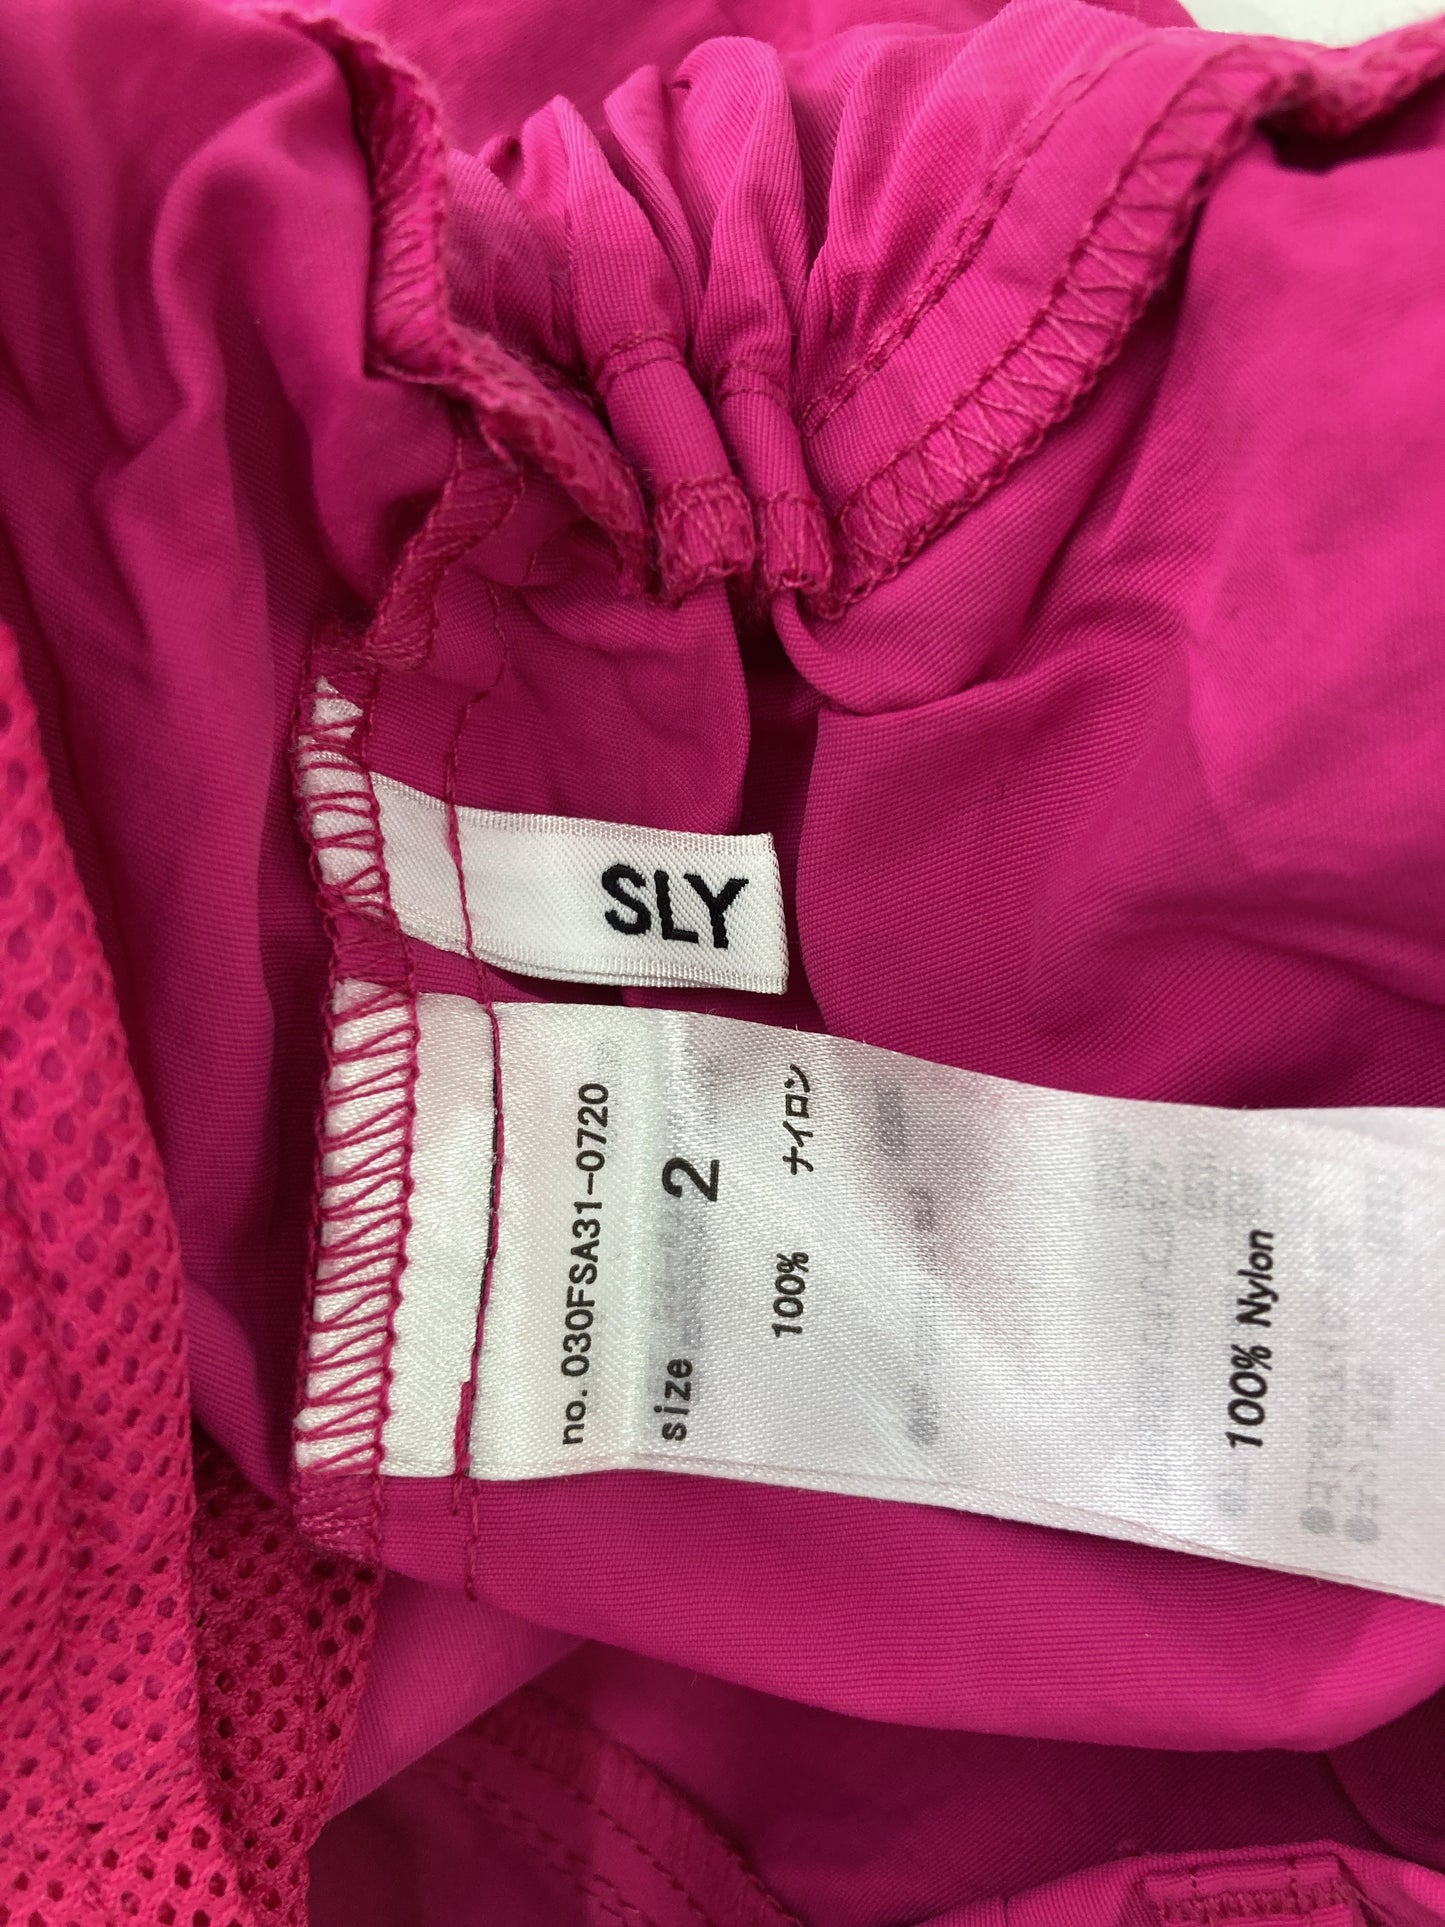 SLY
no. 030FSA31-0720
size 2
100% ナイロン
100% Nylon